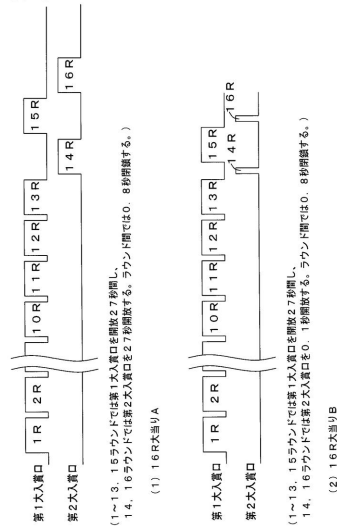 第1大入賞口
1R 2R 10R 11R 12R 13R 15R
第2大入賞口
14R 16R
(1~13、15ラウンドでは第1大入賞口を開放27秒間し、
14、16ラウンドでは第2大入賞口を27秒開放する。ラウンド間では0.8秒閉鎖する。)
(1) 16R大当りA
第1大入賞口
1R 2R 10R 11R 12R 13R 15R
14R 16R
第2大入賞口
(1~13、15ラウンドでは第1大入賞口を開放27秒間し、
14、16ラウンドでは第2大入賞口を0.1秒開放する。ラウンド間では0.8秒閉鎖する。)
(2) 16R大当りB